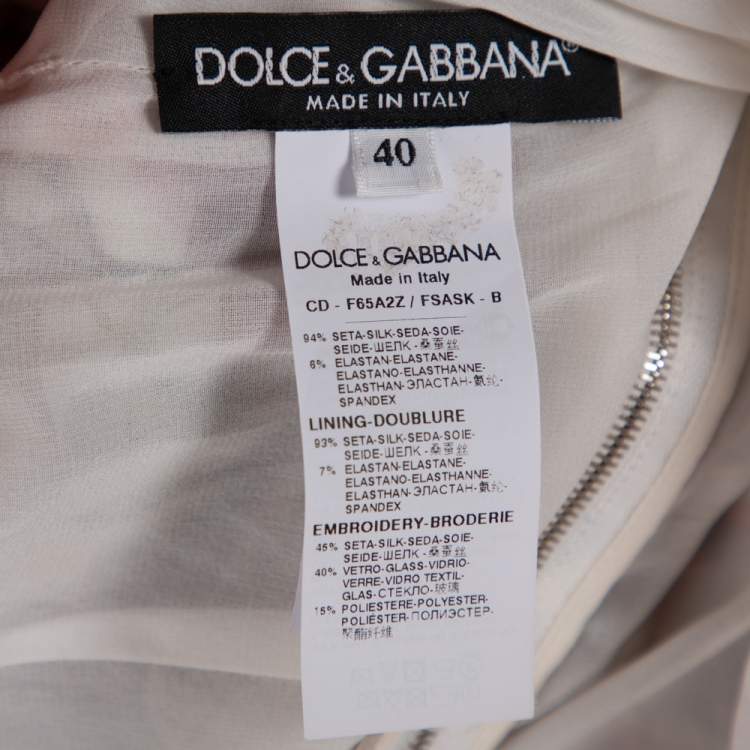 DOLCE & GABBANA®
MADE IN ITALY
40
DOLCE & GABBANA
Made in Italy
CD - F65A2Z / FSASK - B
94% SETA-SILK-SEDA-SOIE-
SEIDE-ШЕЛК-桑蚕丝
6% ELASTAN-ELASTANE-
ELASTANO-ELASTHANNE-
ELASTHAN-ЭЛАСТАН-氨纶-
SPANDEX
LINING-DOUBLURE
93% SETA-SILK-SEDA-SOIE-
SEIDE-ШЕЛК-桑蚕丝
7% ELASTAN-ELASTANE-
ELASTANO-ELASTHANNE-
ELASTHAN-ЭЛАСТАН-氨纶-
SPANDEX
EMBROIDERY-BRODERIE
45% SETA-SILK-SEDA-SOIE-
SEIDE-ШЕЛК-桑蚕丝
40% VETRO-GLASS-VIDRIO-
VERRE-VIDRO TEXTIL-
GLAS-СТЕКЛО-玻璃
15% POLIESTERE-POLYESTER-
POLIÉSTER-ПОЛИЭСТЕР-
聚酯纤维